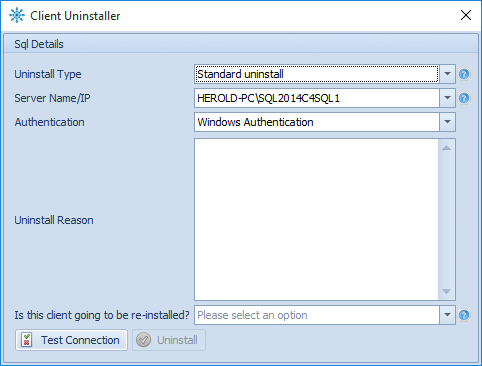 Client Uninstaller
Sql Details
Uninstall Type Standard uninstall
Server Name/IP HEROLD-PC\SQL2014C4SQL1
Authentication Windows Authentication
Uninstall Reason
Is this client going to be re-installed? Please select an option
Test Connection Uninstall